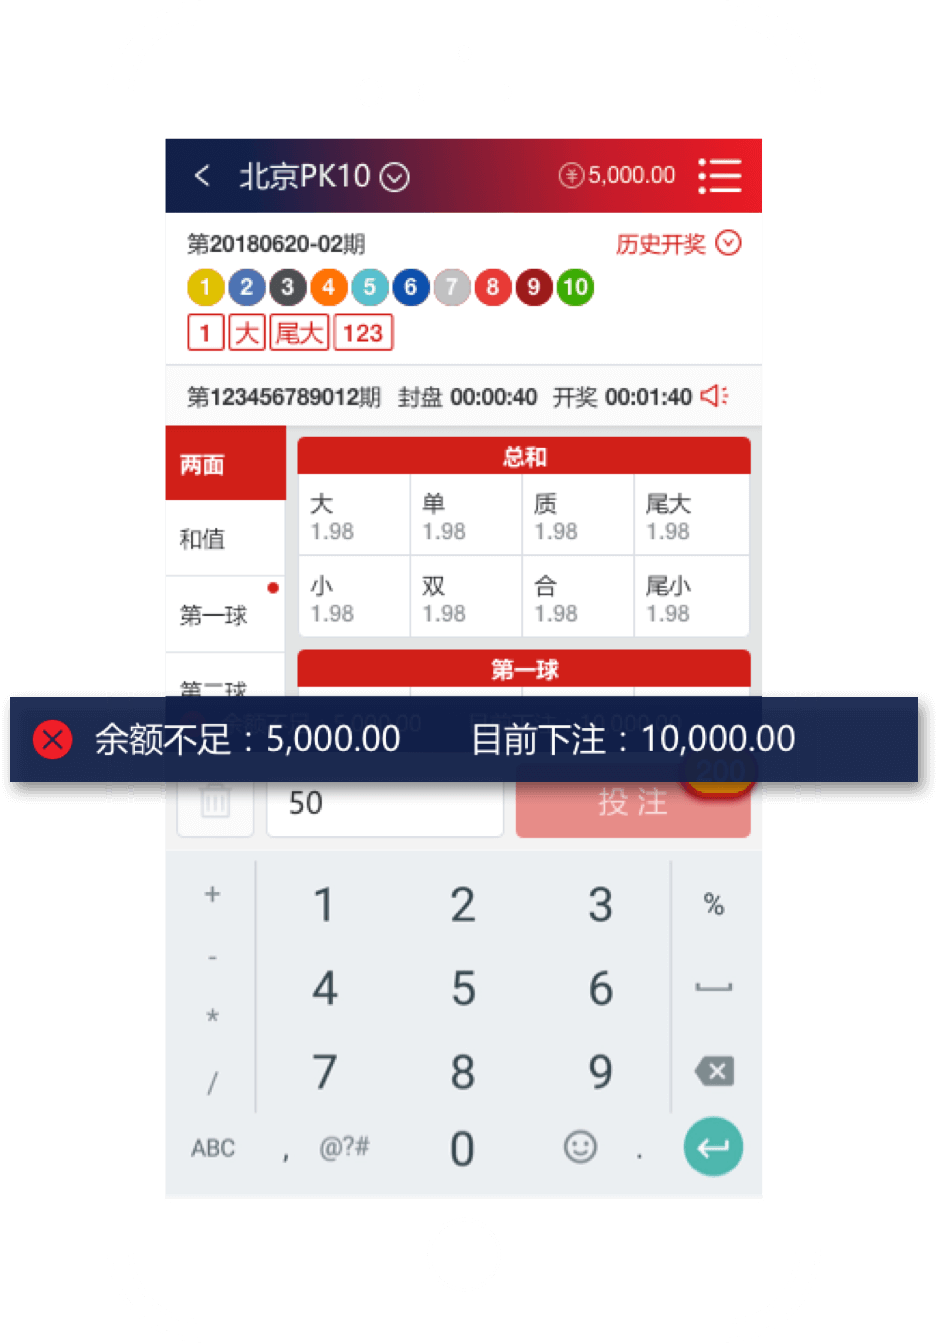 北京PK10 5,000.00
第20180620-02期 历史开奖
1 2 3 4 5 6 7 8 9 10
1 大 尾大 123
第123456789012期 封盘 00:00:40 开奖 00:01:40
两面
总和
大 单 质 尾大
1.98 1.98 1.98 1.98
和值
小 双 合 尾小
1.98 1.98 1.98 1.98
第一球
第一球
第二球
余额不足：5,000.00 目前下注：10,000.00
200
50 投注
+ 1 2 3 %
-
4 5 6
*
7 8 9
/
ABC , @?# 0 .